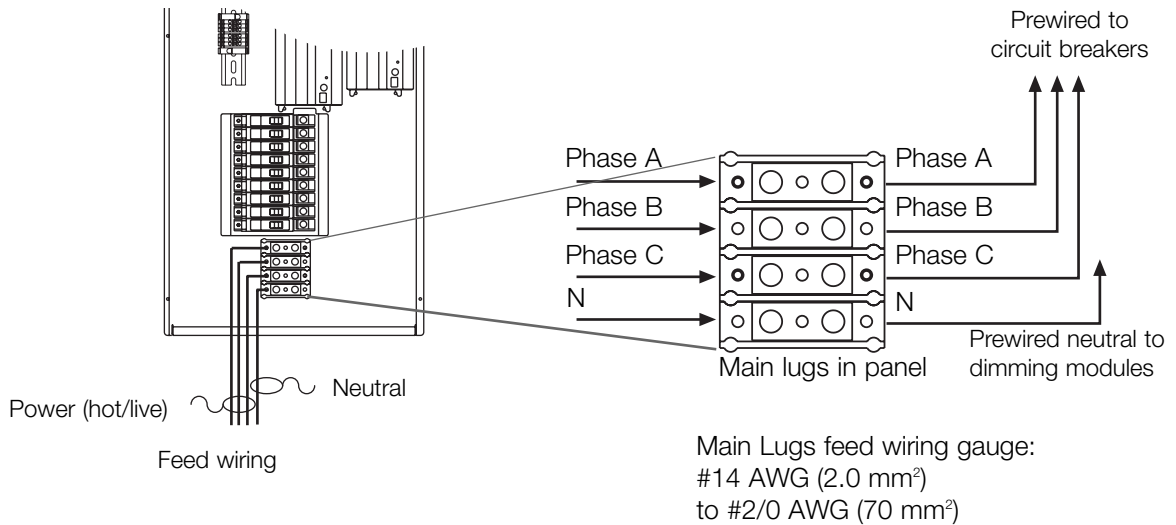 Prewired to
circuit breakers
Phase A
Phase A
Phase B
Phase B
Phase C
Phase C
N
N
Prewired neutral to
dimming modules
Main lugs in panel
Neutral
Power (hot/live)
Feed wiring
Main Lugs feed wiring gauge:
#14 AWG (2.0 mm²)
to #2/0 AWG (70 mm²)